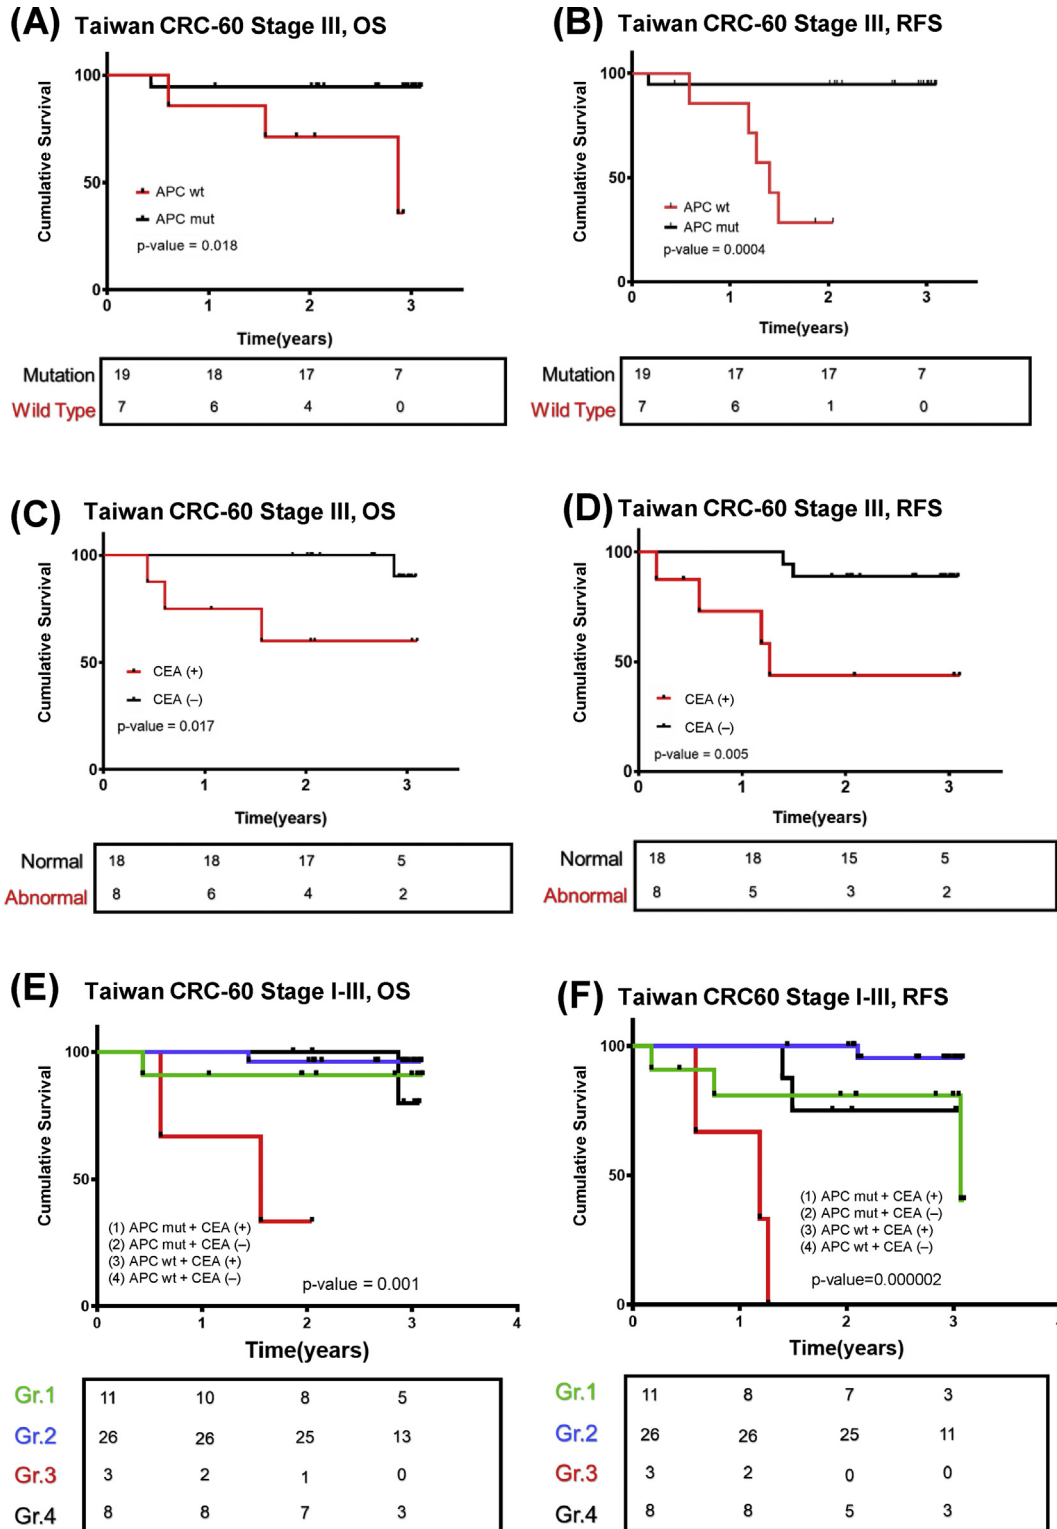 (A) Taiwan CRC-60 Stage III, OS
Cumulative Survival
100
50
0
APC wt
APC mut
p-value = 0.018
0 1 2 3
Time(years)
Mutation 19 18 17 7
Wild Type 7 6 4 0
(B) Taiwan CRC-60 Stage III, RFS
Cumulative Survival
100
50
0
APC wt
APC mut
p-value = 0.0004
0 1 2 3
Time(years)
Mutation 19 17 17 7
Wild Type 7 6 1 0
(C) Taiwan CRC-60 Stage III, OS
Cumulative Survival
100
50
0
CEA (+)
CEA (–)
p-value = 0.017
0 1 2 3
Time(years)
Normal 18 18 17 5
Abnormal 8 6 4 2
(D) Taiwan CRC-60 Stage III, RFS
Cumulative Survival
100
50
0
CEA (+)
CEA (–)
p-value = 0.005
0 1 2 3
Time(years)
Normal 18 18 15 5
Abnormal 8 5 3 2
(E) Taiwan CRC-60 Stage I-III, OS
Cumulative Survival
100
50
0
(1) APC mut + CEA (+)
(2) APC mut + CEA (–)
(3) APC wt + CEA (+)
(4) APC wt + CEA (–)
p-value = 0.001
0 1 2 3 4
Time(years)
Gr.1 11 10 8 5
Gr.2 26 26 25 13
Gr.3 3 2 1 0
Gr.4 8 8 7 3
(F) Taiwan CRC60 Stage I-III, RFS
Cumulative Survival
100
50
0
(1) APC mut + CEA (+)
(2) APC mut + CEA (–)
(3) APC wt + CEA (+)
(4) APC wt + CEA (–)
p-value=0.000002
0 1 2 3
Time(years)
Gr.1 11 8 7 3
Gr.2 26 26 25 11
Gr.3 3 2 0 0
Gr.4 8 8 5 3